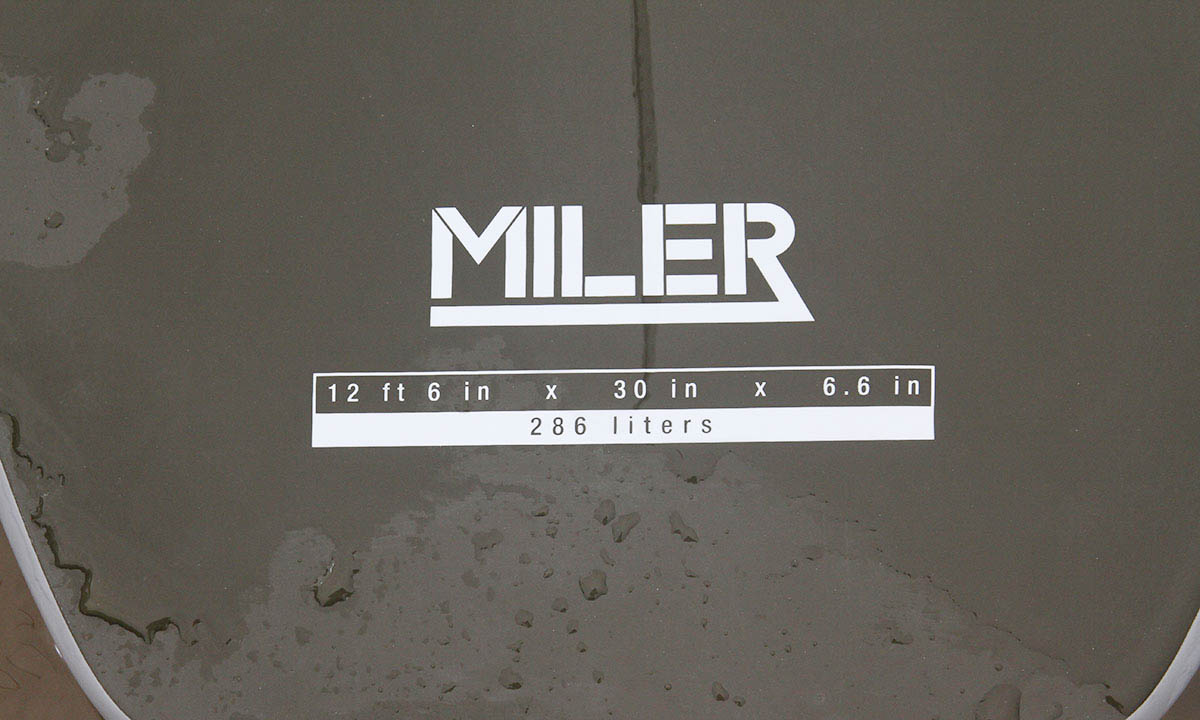 MILER
12 ft 6 in x 30 in x 6.6 in
286 liters